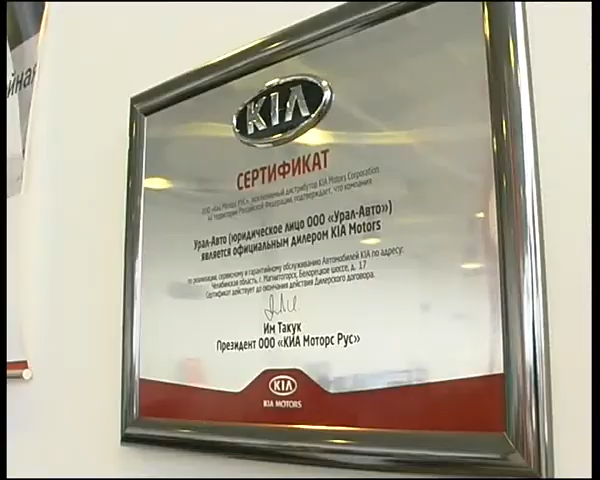 йная
KIA
СЕРТИФИКАТ
ООО «Киа Моторс РУС», эксклюзивный дистрибутор KIA Motors Corporation
на территории Российской Федерации, подтверждает, что компания
Урал-Авто (юридическое лицо ООО «Урал-Авто»)
является официальным дилером KIA Motors
по реализации, сервисному и гарантийному обслуживанию Автомобилей KIA по адресу:
Челябинская область, г. Магнитогорск, Белорецкое шоссе, д. 17
Сертификат действует до окончания действия Дилерского договора.
Им Такук
Президент ООО «КИА Моторс Рус»
KIA
KIA MOTORS